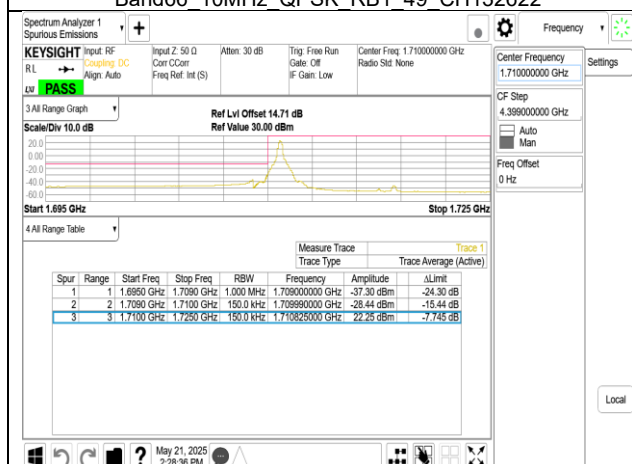 Band66_10MHz_QPSK_RB1_49_CH132622
Spectrum Analyzer 1
Spurious Emissions
+
Frequency
KEYSIGHT
RL
Input: RF
Coupling: DC
Align: Auto
Input Z: 50 Ω
Corr CCorr
Freq Ref: Int (S)
Atten: 30 dB
Trig: Free Run
Gate: Off
IF Gain: Low
Center Freq: 1.710000000 GHz
Radio Std: None
LXI
PASS
Center Frequency
1.710000000 GHz
Settings
CF Step
4.399000000 GHz
Auto
Man
Freq Offset
0 Hz
3 All Range Graph
Scale/Div 10.0 dB
Ref Lvl Offset 14.71 dB
Ref Value 30.00 dBm
20.0
0.00
-20.0
-40.0
-60.0
Start 1.695 GHz
Stop 1.725 GHz
4 All Range Table
Measure Trace Trace 1
Trace Type Trace Average (Active)
Spur Range Start Freq Stop Freq RBW Frequency Amplitude ΔLimit
1 1 1.6950 GHz 1.7090 GHz 1.000 MHz 1.709000000 GHz -37.30 dBm -24.30 dB
2 2 1.7090 GHz 1.7100 GHz 150.0 kHz 1.709990000 GHz -28.44 dBm -15.44 dB
3 3 1.7100 GHz 1.7250 GHz 150.0 kHz 1.710825000 GHz 22.25 dBm -7.745 dB
Local
?
May 21, 2025
2:28:36 PM